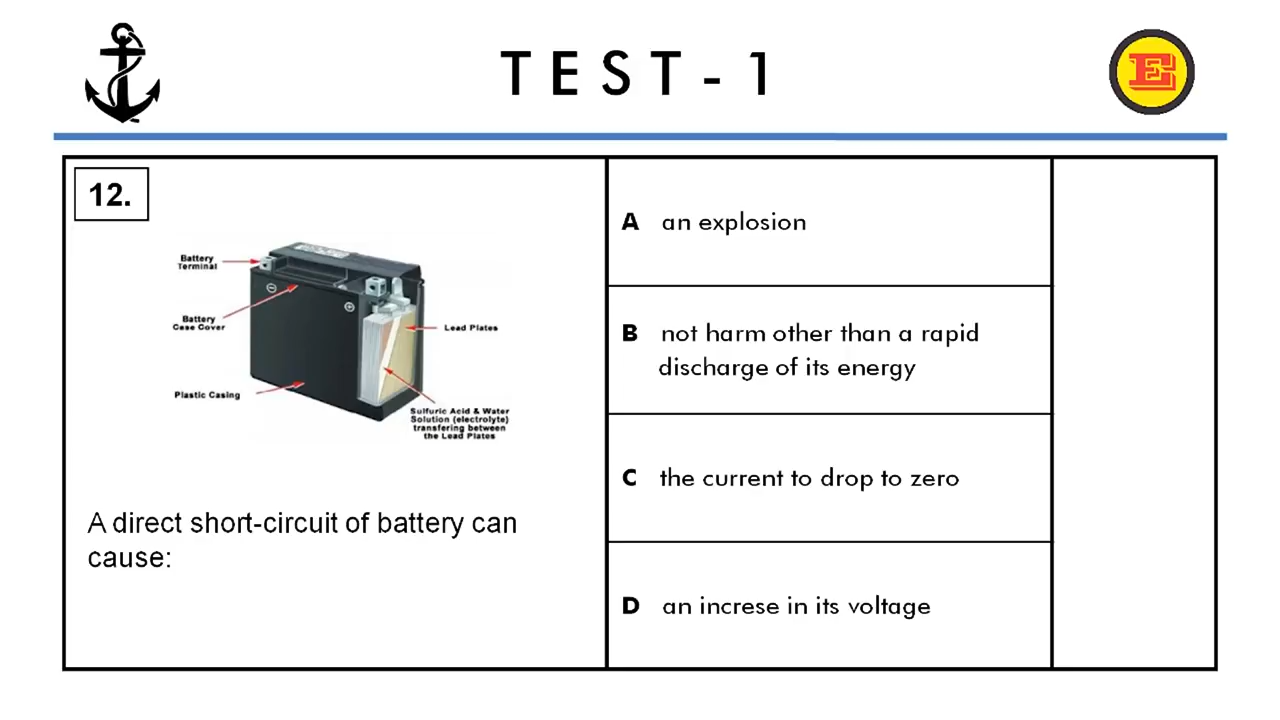 TEST-1
E
12.
Battery
Terminal
Battery
Case Cover
Lead Plates
Plastic Casing
Sulfuric Acid & Water
Solution (electrolyte)
transfering between
the Lead Plates
A direct short-circuit of battery can
cause:
A an explosion
B not harm other than a rapid
discharge of its energy
C the current to drop to zero
D an increse in its voltage